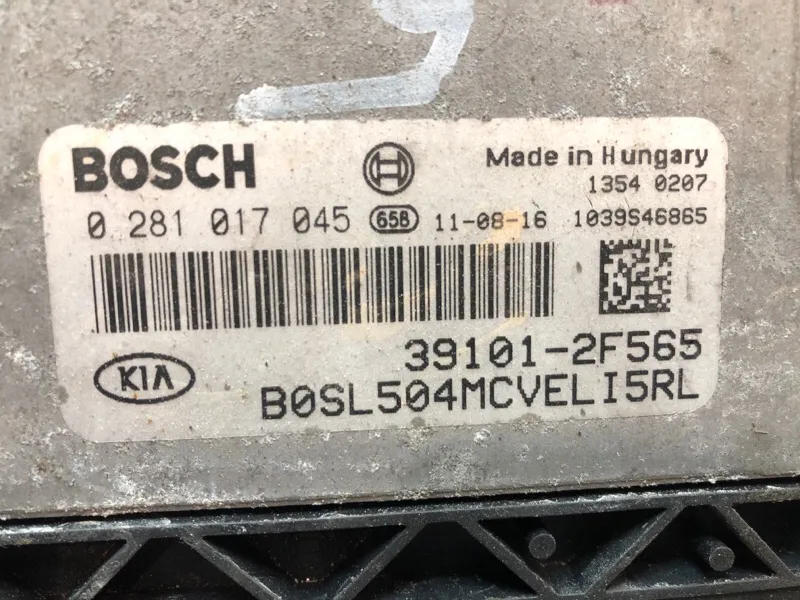 6
BOSCH
Made in Hungary
1354 0207
0 281 017 045 658 11-08-16 1039S46865
39101-2F565
KIA
B0SL504MCVELI5RL